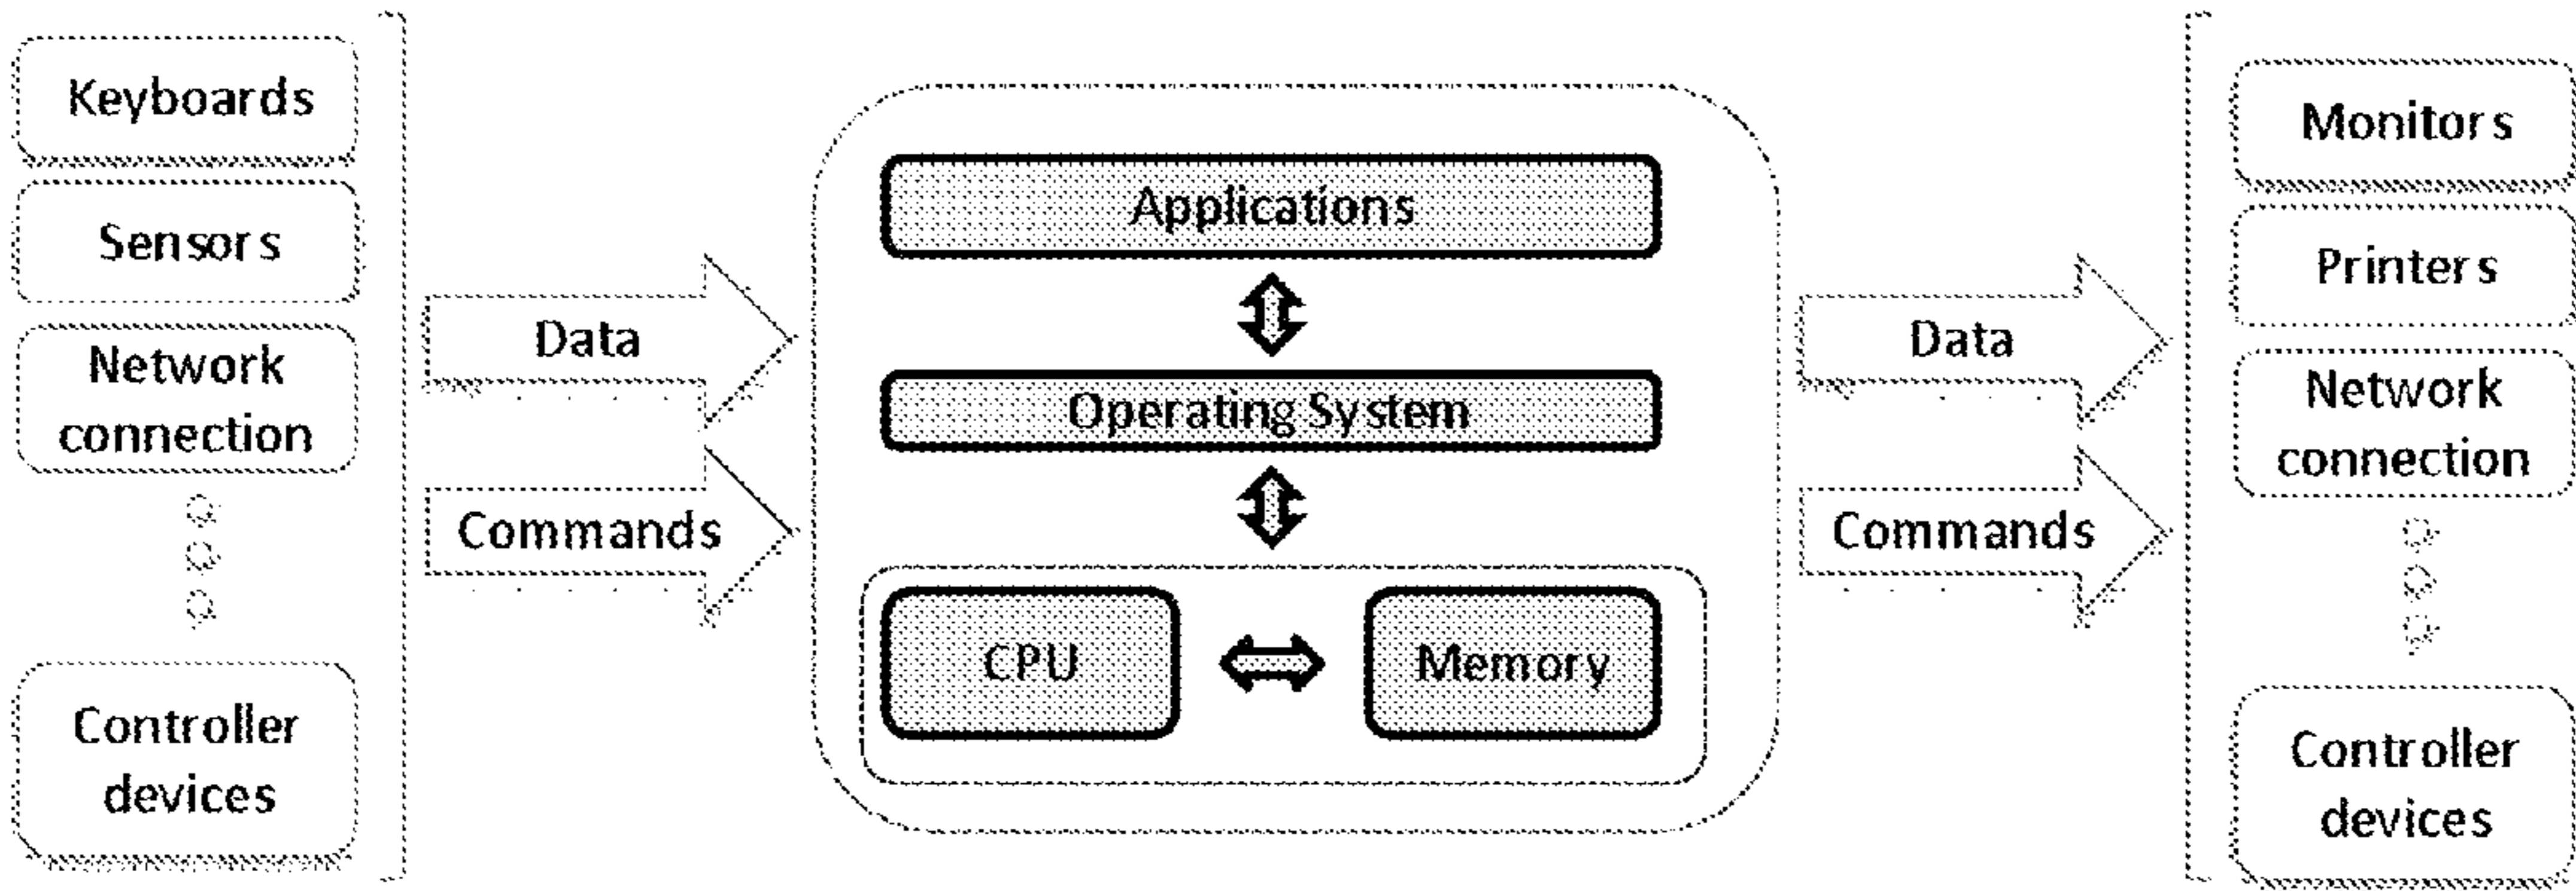 Keyboards
Sensors
Network
connection
Controller
devices
Data
Commands
Applications
Operating System
CPU
Memory
Data
Commands
Monitors
Printers
Network
connection
Controller
devices